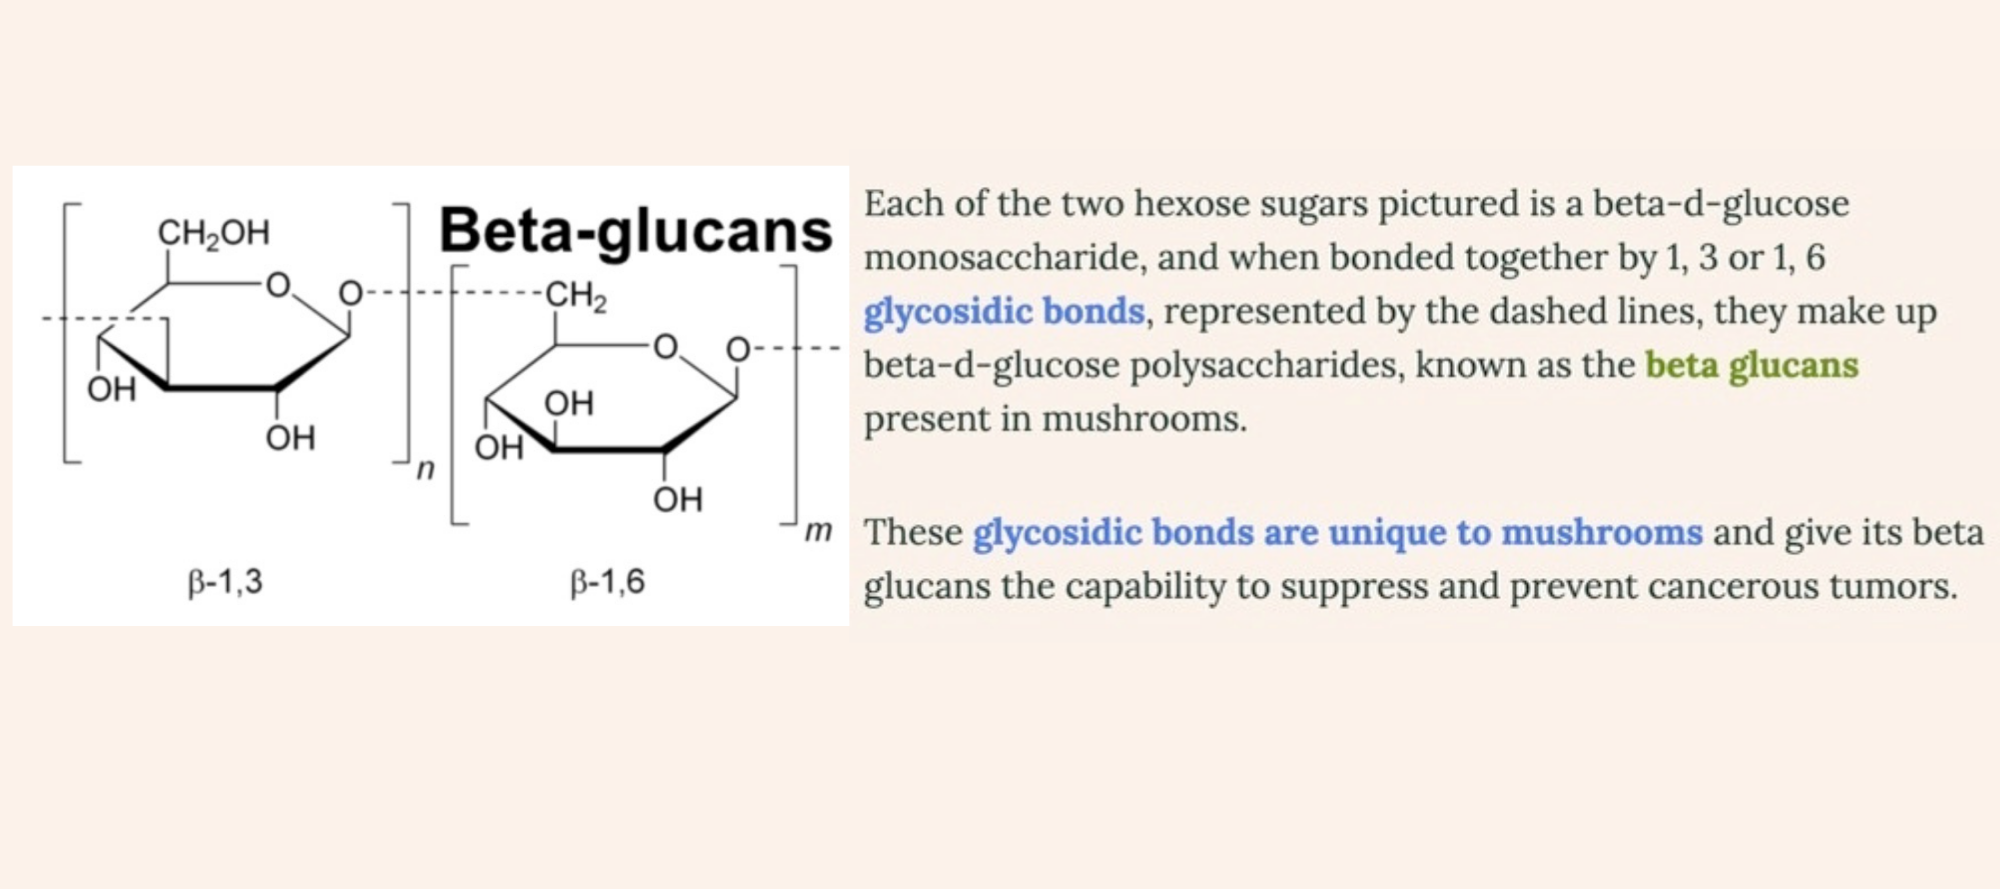 Beta-glucans
CH₂OH
O
O
OH
OH
n
CH₂
O
O
OH
OH
OH
m
β-1,3
β-1,6
Each of the two hexose sugars pictured is a beta-d-glucose
monosaccharide, and when bonded together by 1, 3 or 1, 6
glycosidic bonds, represented by the dashed lines, they make up
beta-d-glucose polysaccharides, known as the beta glucans
present in mushrooms.
These glycosidic bonds are unique to mushrooms and give its beta
glucans the capability to suppress and prevent cancerous tumors.